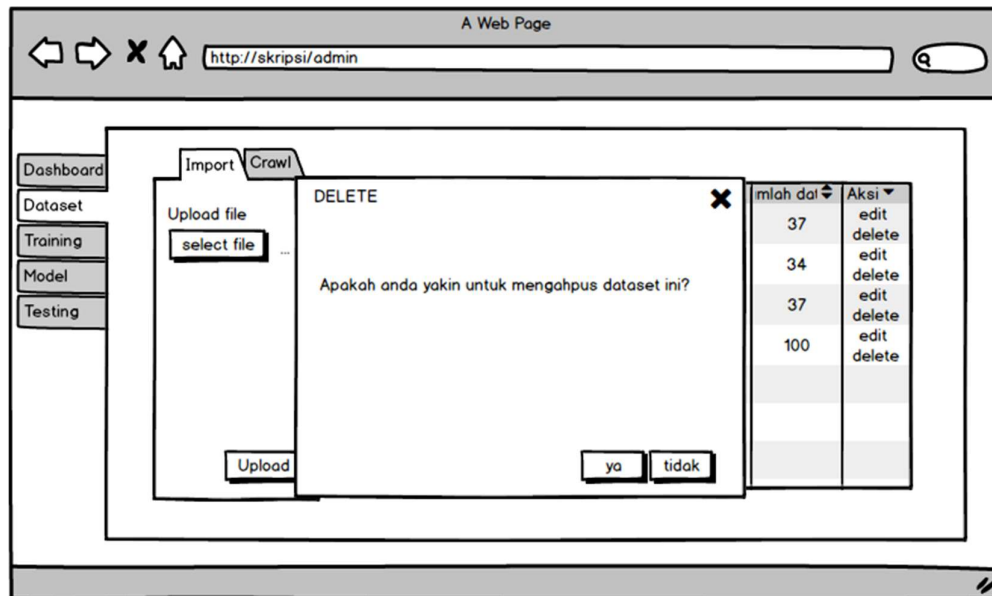 A Web Page
http://skripsi/admin
Dashboard
Dataset
Training
Model
Testing
Import
Crawl
Upload file
select file ...
Upload
DELETE
Apakah anda yakin untuk mengahpus dataset ini?
ya
tidak
mlah dat Aksi
37 edit
delete
34 edit
delete
37 edit
delete
100 edit
delete